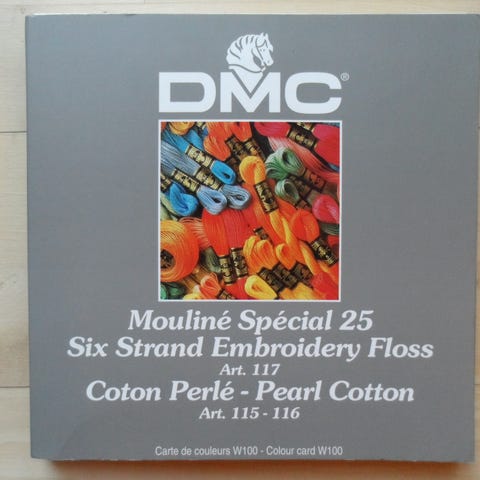 DMC®
Mouliné Spécial 25
Six Strand Embroidery Floss
Art. 117
Coton Perlé - Pearl Cotton
Art. 115 - 116
Carte de couleurs W100 - Colour card W100